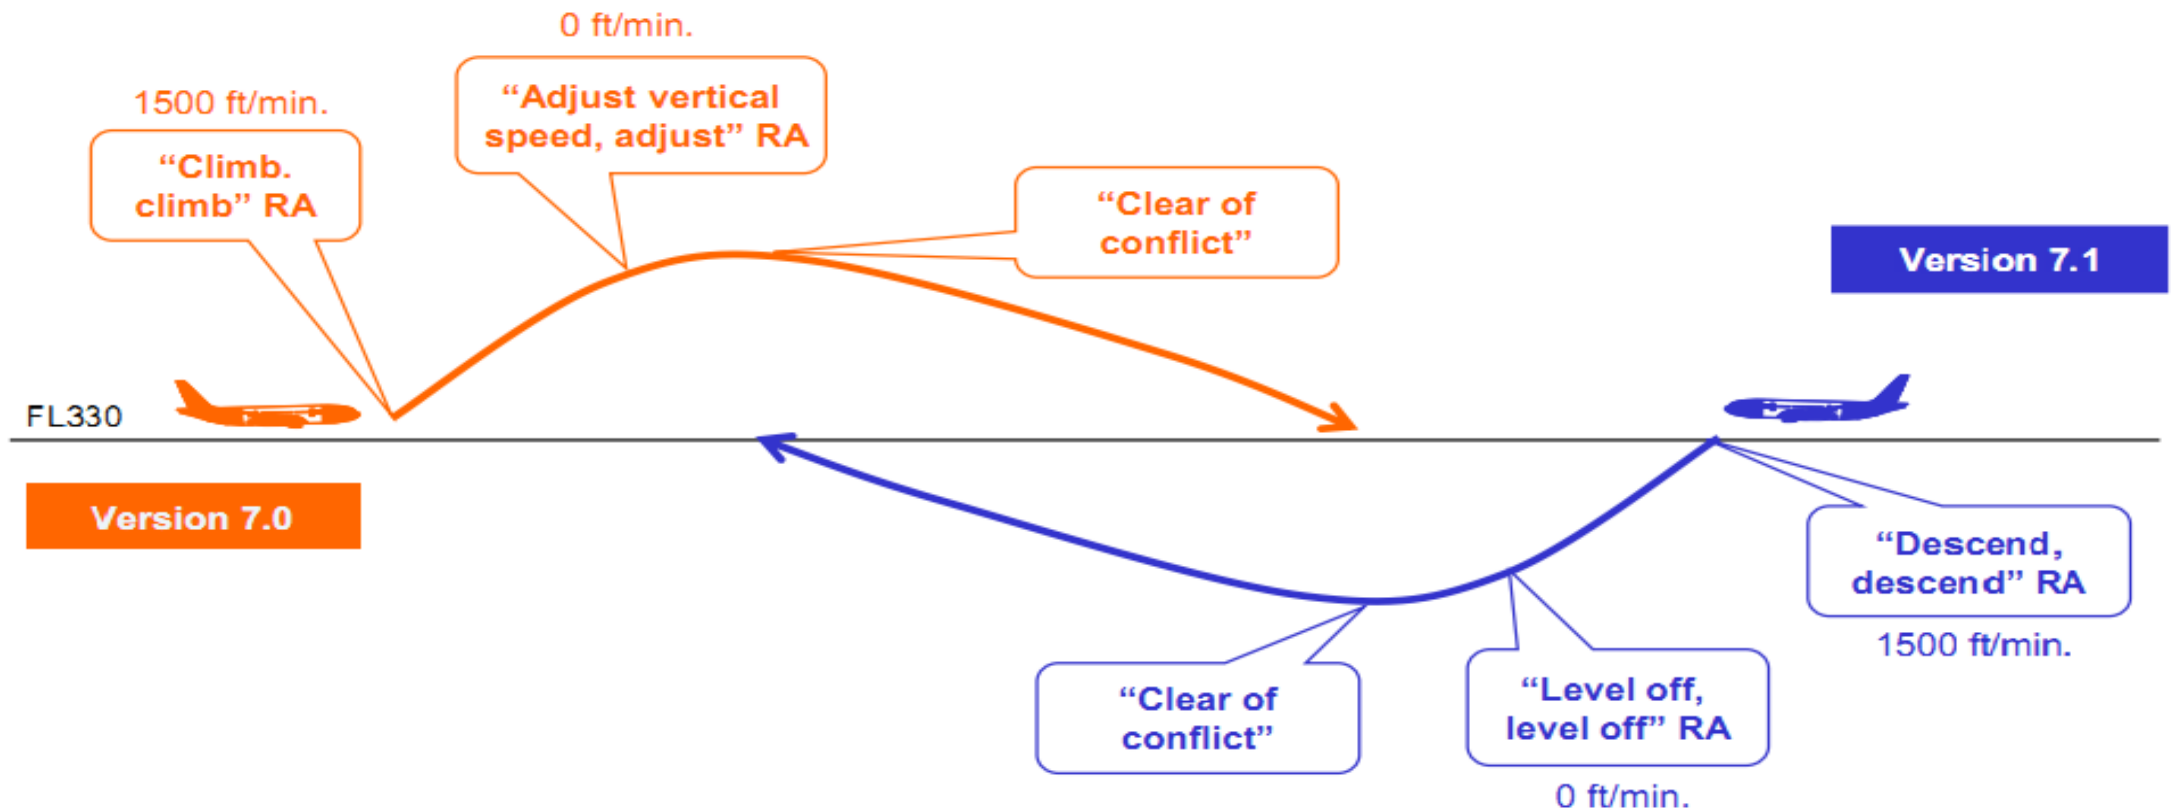 0 ft/min.
“Adjust vertical
speed, adjust” RA
1500 ft/min.
“Climb.
climb” RA
“Clear of
conflict”
Version 7.1
FL330
Version 7.0
“Descend,
descend” RA
1500 ft/min.
“Level off,
level off” RA
0 ft/min.
“Clear of
conflict”